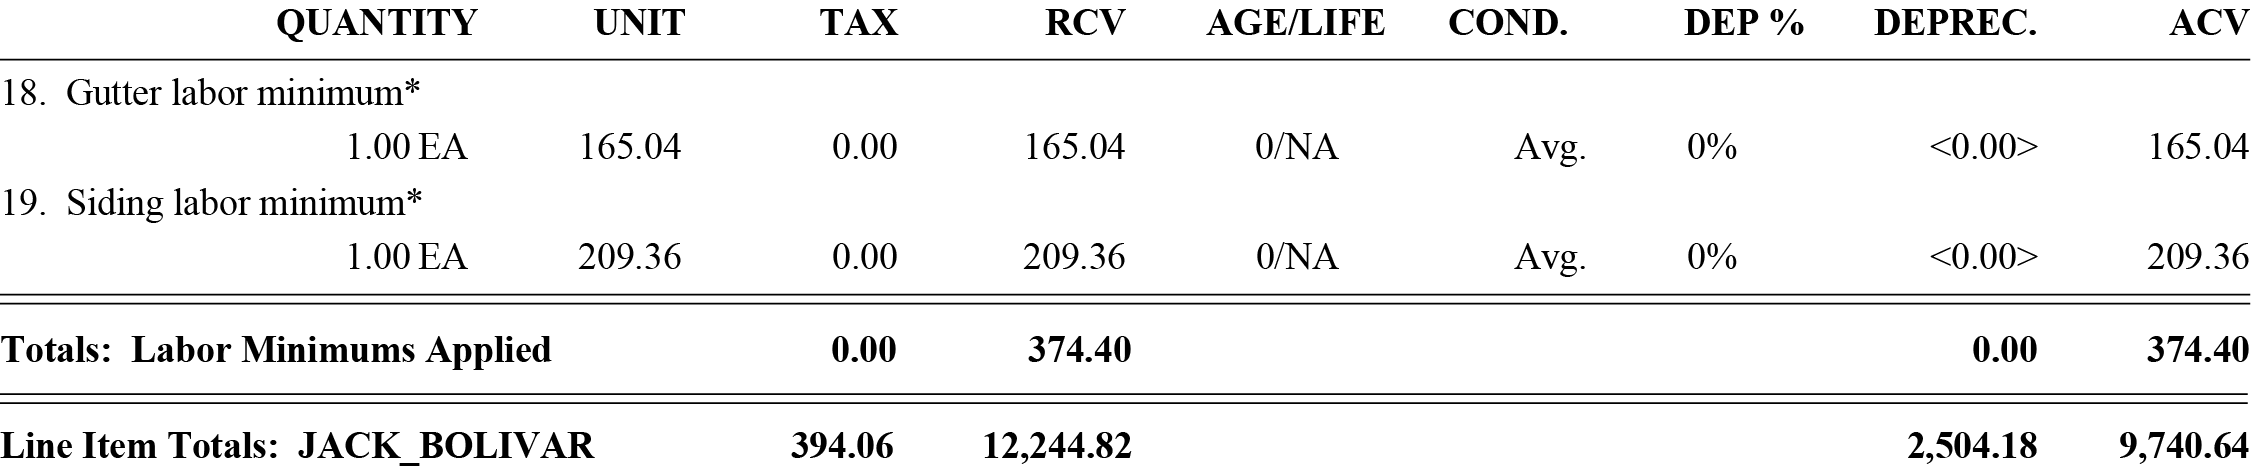 QUANTITY UNIT TAX RCV AGE/LIFE COND. DEP % DEPREC. ACV
18. Gutter labor minimum*
1.00 EA 165.04 0.00 165.04 0/NA Avg. 0% <0.00> 165.04
19. Siding labor minimum*
1.00 EA 209.36 0.00 209.36 0/NA Avg. 0% <0.00> 209.36
Totals: Labor Minimums Applied 0.00 374.40 0.00 374.40
Line Item Totals: JACK_BOLIVAR 394.06 12,244.82 2,504.18 9,740.64